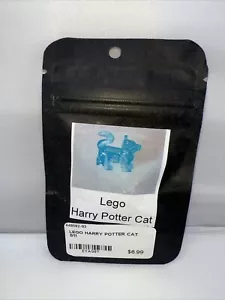 Lego
Harry Potter Cat
LEGO HARRY POTTER CAT
$6.99